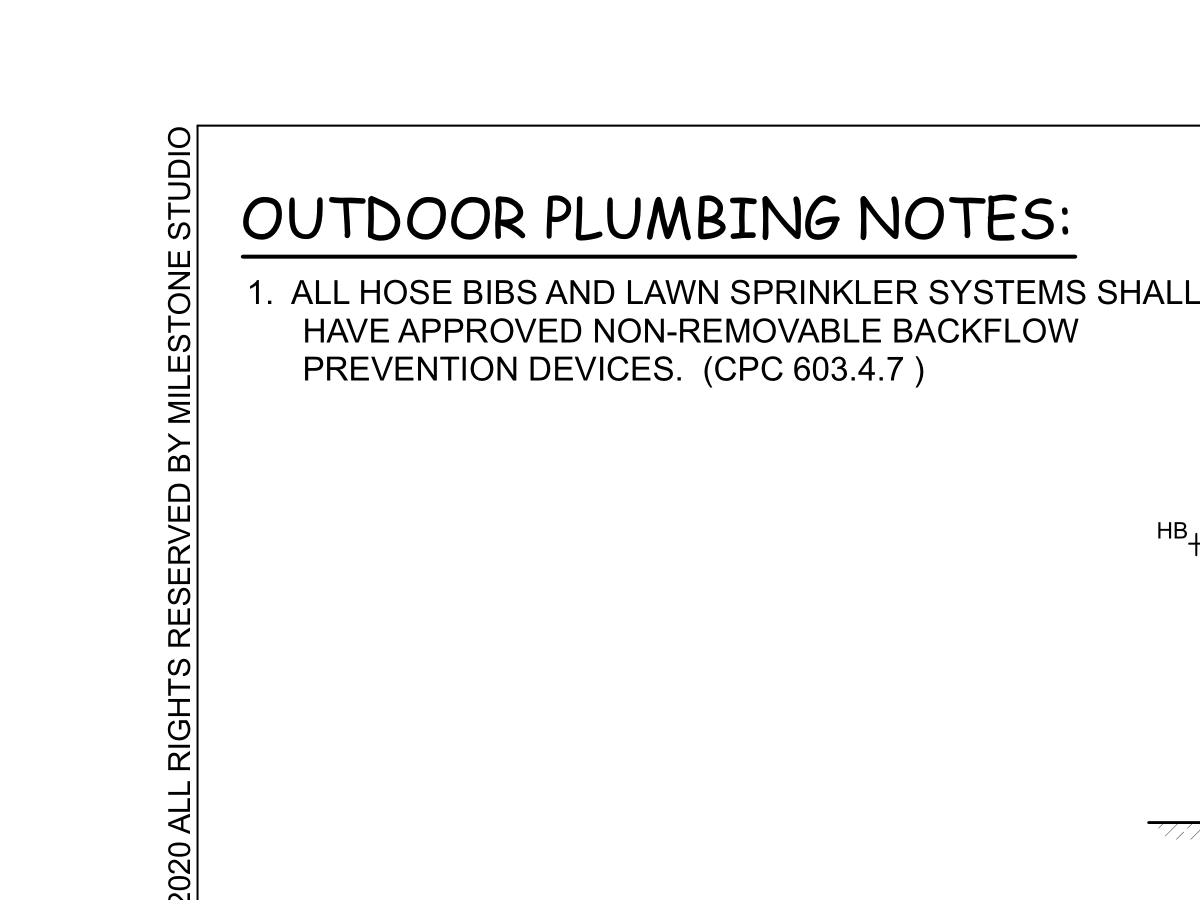 OUTDOOR PLUMBING NOTES:
1. ALL HOSE BIBS AND LAWN SPRINKLER SYSTEMS SHALL
HAVE APPROVED NON-REMOVABLE BACKFLOW
PREVENTION DEVICES. (CPC 603.4.7 )
HB
2020 ALL RIGHTS RESERVED BY MILESTONE STUDIO